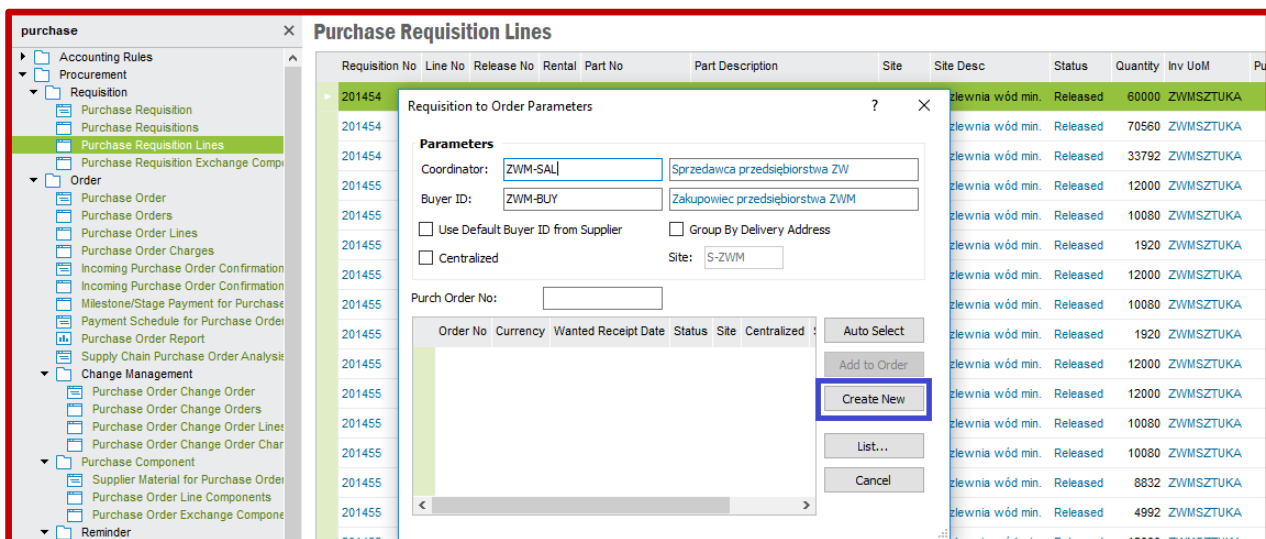 purchase
Accounting Rules
Procurement
Requisition
Purchase Requisition
Purchase Requisitions
Purchase Requisition Lines
Purchase Requisition Exchange Comp
Order
Purchase Order
Purchase Orders
Purchase Order Lines
Purchase Order Charges
Incoming Purchase Order Confirmation
Incoming Purchase Order Confirmation
Milestone/Stage Payment for Purchase
Payment Schedule for Purchase Order
Purchase Order Report
Supply Chain Purchase Order Analysis
Change Management
Purchase Order Change Order
Purchase Order Change Orders
Purchase Order Change Order Lines
Purchase Order Change Order Char
Purchase Component
Supplier Material for Purchase Order
Purchase Order Line Components
Purchase Order Exchange Compone
Reminder
Purchase Requisition Lines
Requisition No Line No Release No Rental Part No Part Description Site Site Desc Status Quantity Inv UoM Pu
201454 zlewnia wód min. Released 60000 ZWMSZTUKA
201454 zlewnia wód min. Released 70560 ZWMSZTUKA
201454 zlewnia wód min. Released 33792 ZWMSZTUKA
201455 zlewnia wód min. Released 12000 ZWMSZTUKA
201455 zlewnia wód min. Released 10080 ZWMSZTUKA
201455 zlewnia wód min. Released 1920 ZWMSZTUKA
201455 zlewnia wód min. Released 12000 ZWMSZTUKA
201455 zlewnia wód min. Released 10080 ZWMSZTUKA
201455 zlewnia wód min. Released 1920 ZWMSZTUKA
201455 zlewnia wód min. Released 12000 ZWMSZTUKA
201455 zlewnia wód min. Released 12000 ZWMSZTUKA
201455 zlewnia wód min. Released 10080 ZWMSZTUKA
201455 zlewnia wód min. Released 10080 ZWMSZTUKA
201455 zlewnia wód min. Released 8832 ZWMSZTUKA
201455 zlewnia wód min. Released 4992 ZWMSZTUKA
Requisition to Order Parameters ?
Parameters
Coordinator: ZWM-SAL Sprzedawca przedsiębiorstwa ZW
Buyer ID: ZWM-BUY Zakupowiec przedsiębiorstwa ZWM
Use Default Buyer ID from Supplier Group By Delivery Address
Centralized Site: S-ZWM
Purch Order No:
Order No Currency Wanted Receipt Date Status Site Centralized
Auto Select
Add to Order
Create New
List...
Cancel